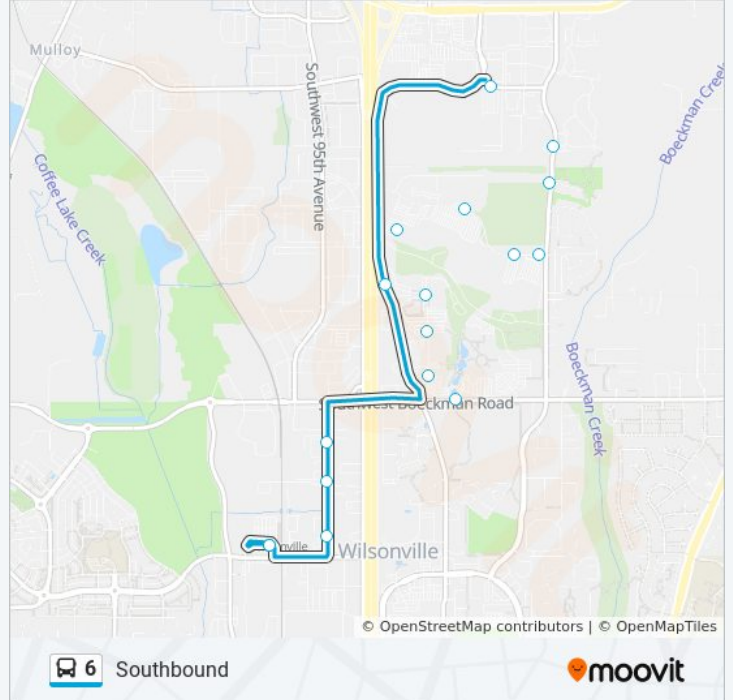 Mulloy
Southwest 95th Avenue
Boeckman Creek
Coffee Lake Creek
Boeckman Creek
Boeckman Road
nville
Wilsonville
© OpenStreetMap contributors | © OpenMapTiles
6 Southbound
moovit